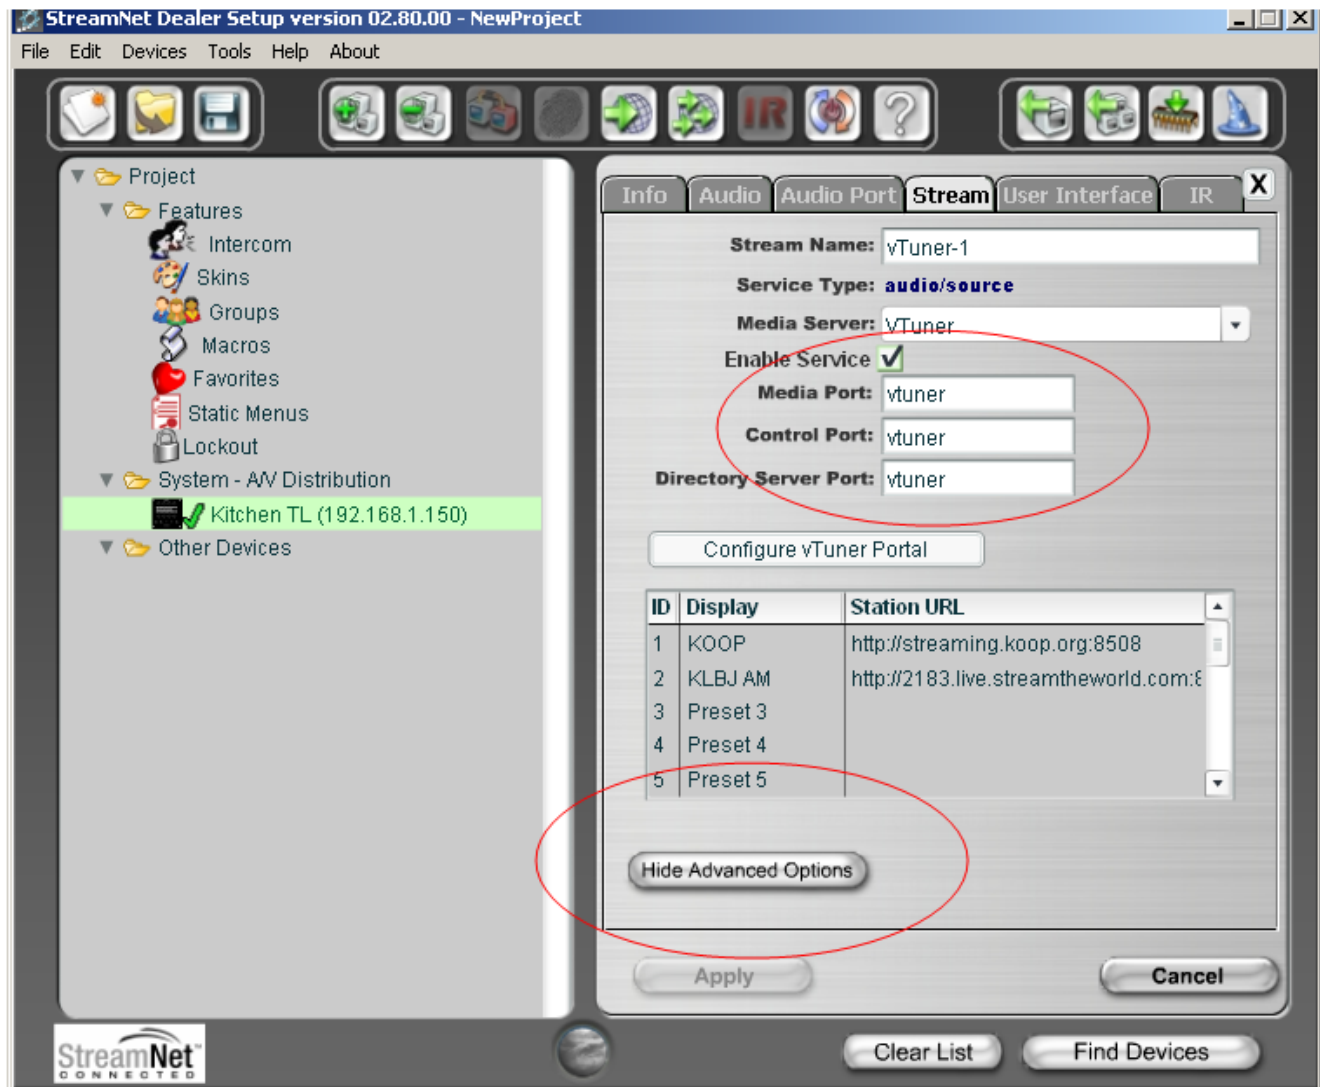 StreamNet Dealer Setup version 02.80.00 - NewProject
File Edit Devices Tools Help About
IR
?
Project
Features
Intercom
Skins
Groups
Macros
Favorites
Static Menus
Lockout
System - A/V Distribution
Kitchen TL (192.168.1.150)
Other Devices
Info Audio Audio Port Stream User Interface IR X
Stream Name: vTuner-1
Service Type: audio/source
Media Server: VTuner
Enable Service
Media Port: vtuner
Control Port: vtuner
Directory Server Port: vtuner
Configure vTuner Portal
ID Display Station URL
1 KOOP http://streaming.koop.org:8508
2 KLBJ AM http://2183.live.streamtheworld.com:8
3 Preset 3
4 Preset 4
5 Preset 5
Hide Advanced Options
Apply Cancel
StreamNet™
CONNECTED
Clear List Find Devices